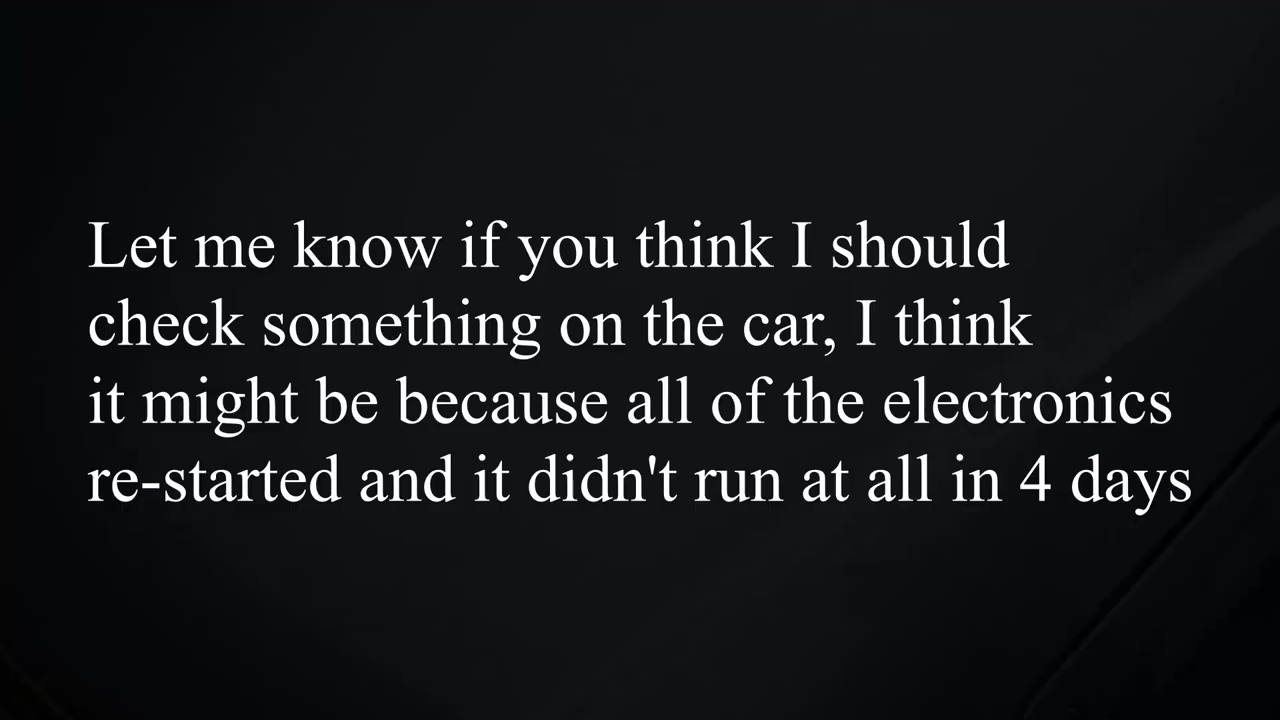 Let me know if you think I should
check something on the car, I think
it might be because all of the electronics
re-started and it didn't run at all in 4 days